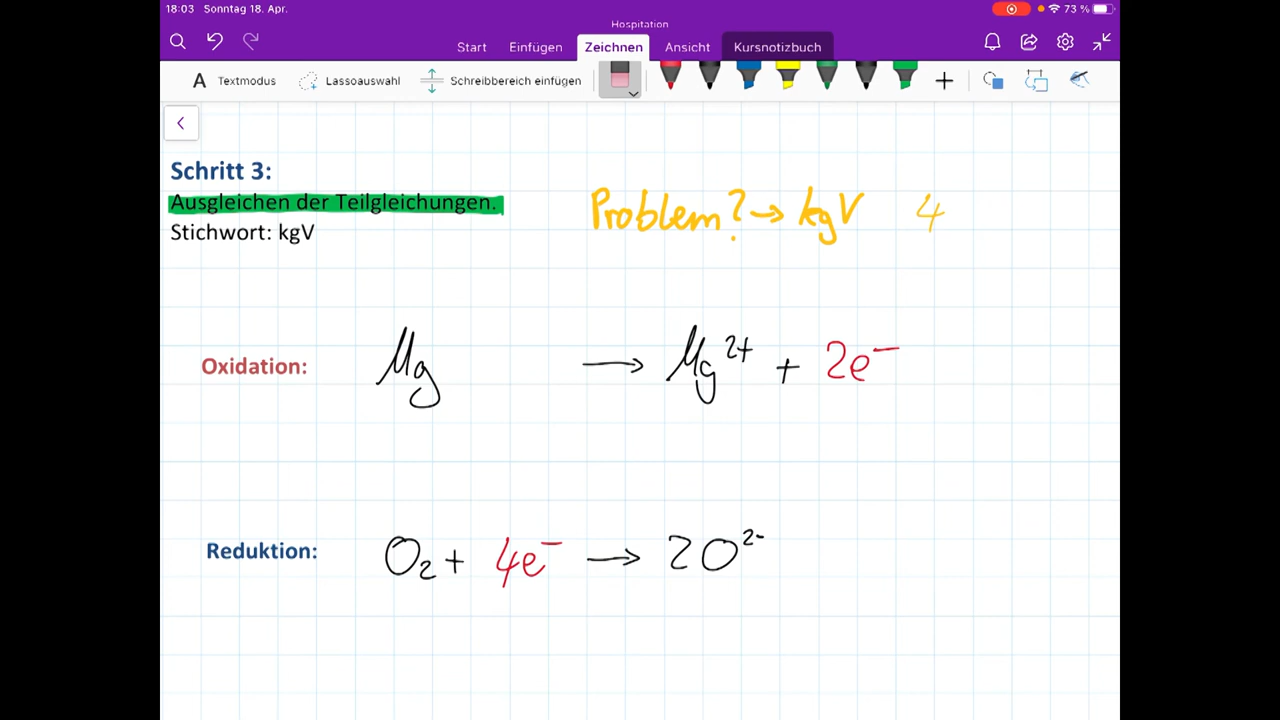 18:03 Sonntag 18. Apr. 73 %
Hospitation
Start Einfügen Zeichnen Ansicht Kursnotizbuch
A Textmodus Lassoauswahl Schreibbereich einfügen
Schritt 3:
Ausgleichen der Teilgleichungen.
Stichwort: kgV
Problem? → kgV 4
Oxidation: Mg → Mg²⁺ + 2e⁻
Reduktion: O₂ + 4e⁻ → 2O²⁻